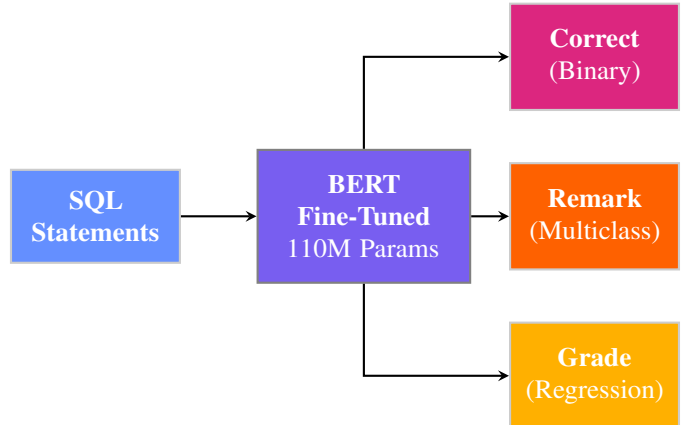 SQL
Statements
BERT
Fine-Tuned
110M Params
Correct
(Binary)
Remark
(Multiclass)
Grade
(Regression)